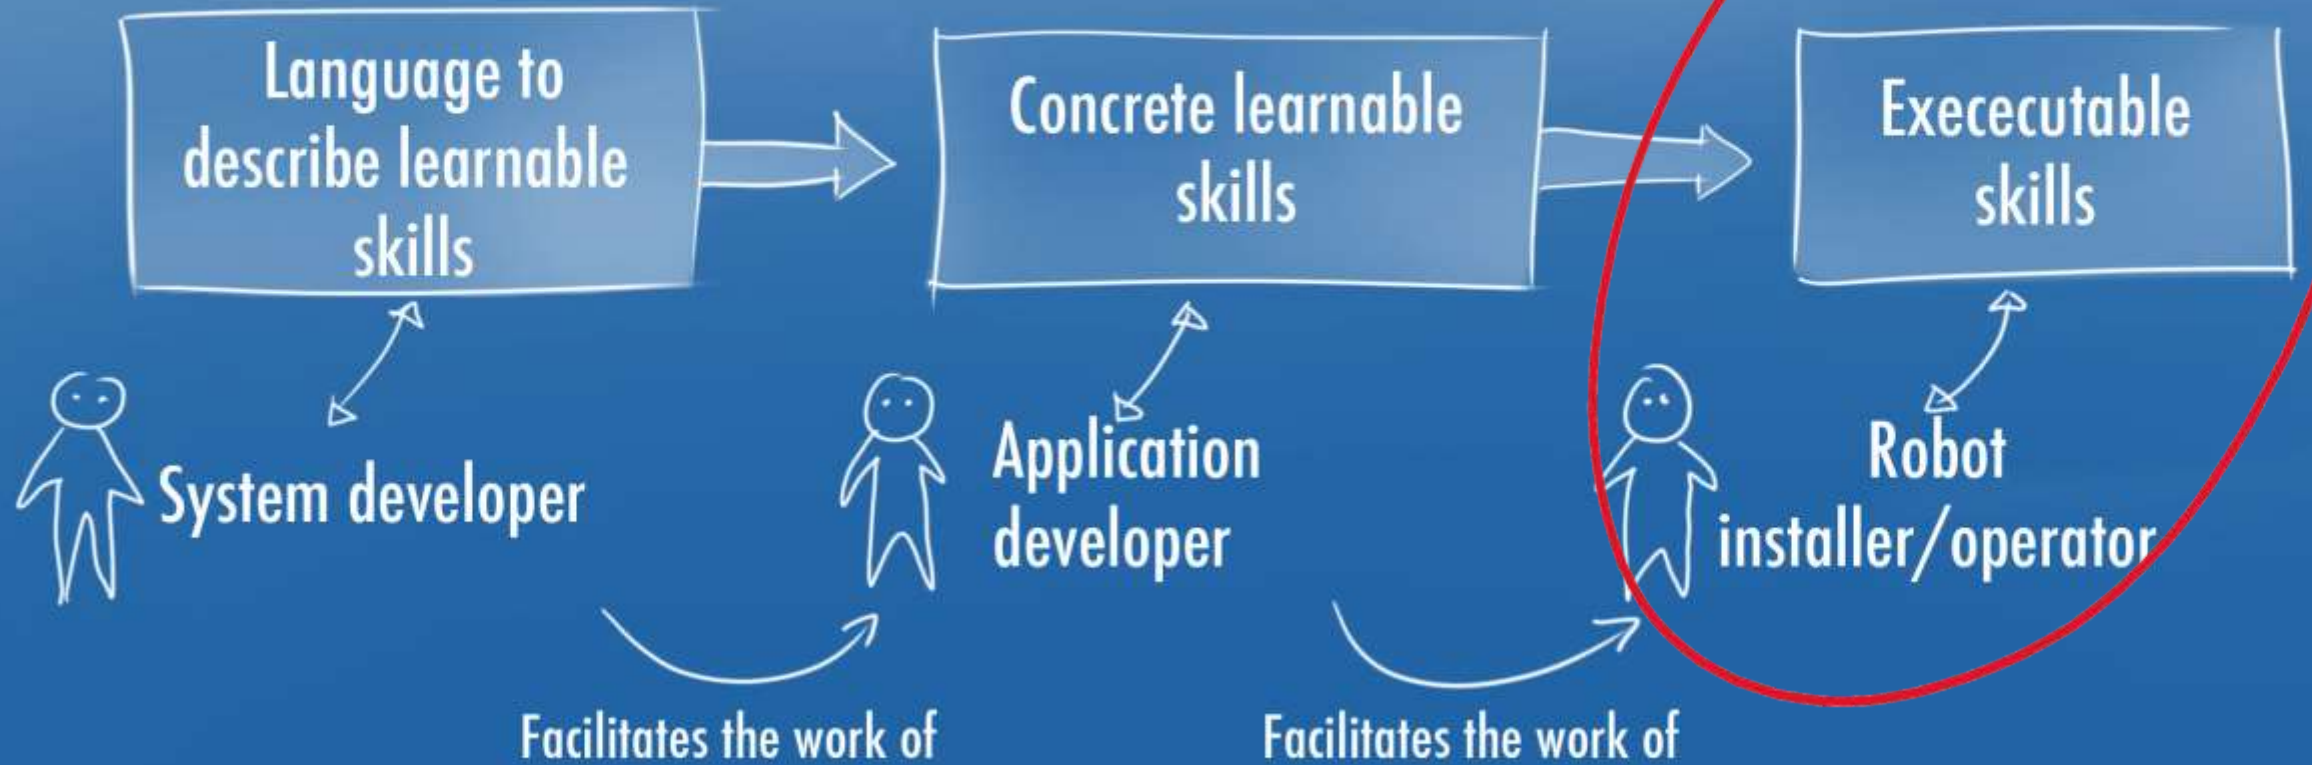 Language to
describe learnable
skills
Concrete learnable
skills
Exececutable
skills
System developer
Application
developer
Robot
installer/operator
Facilitates the work of
Facilitates the work of